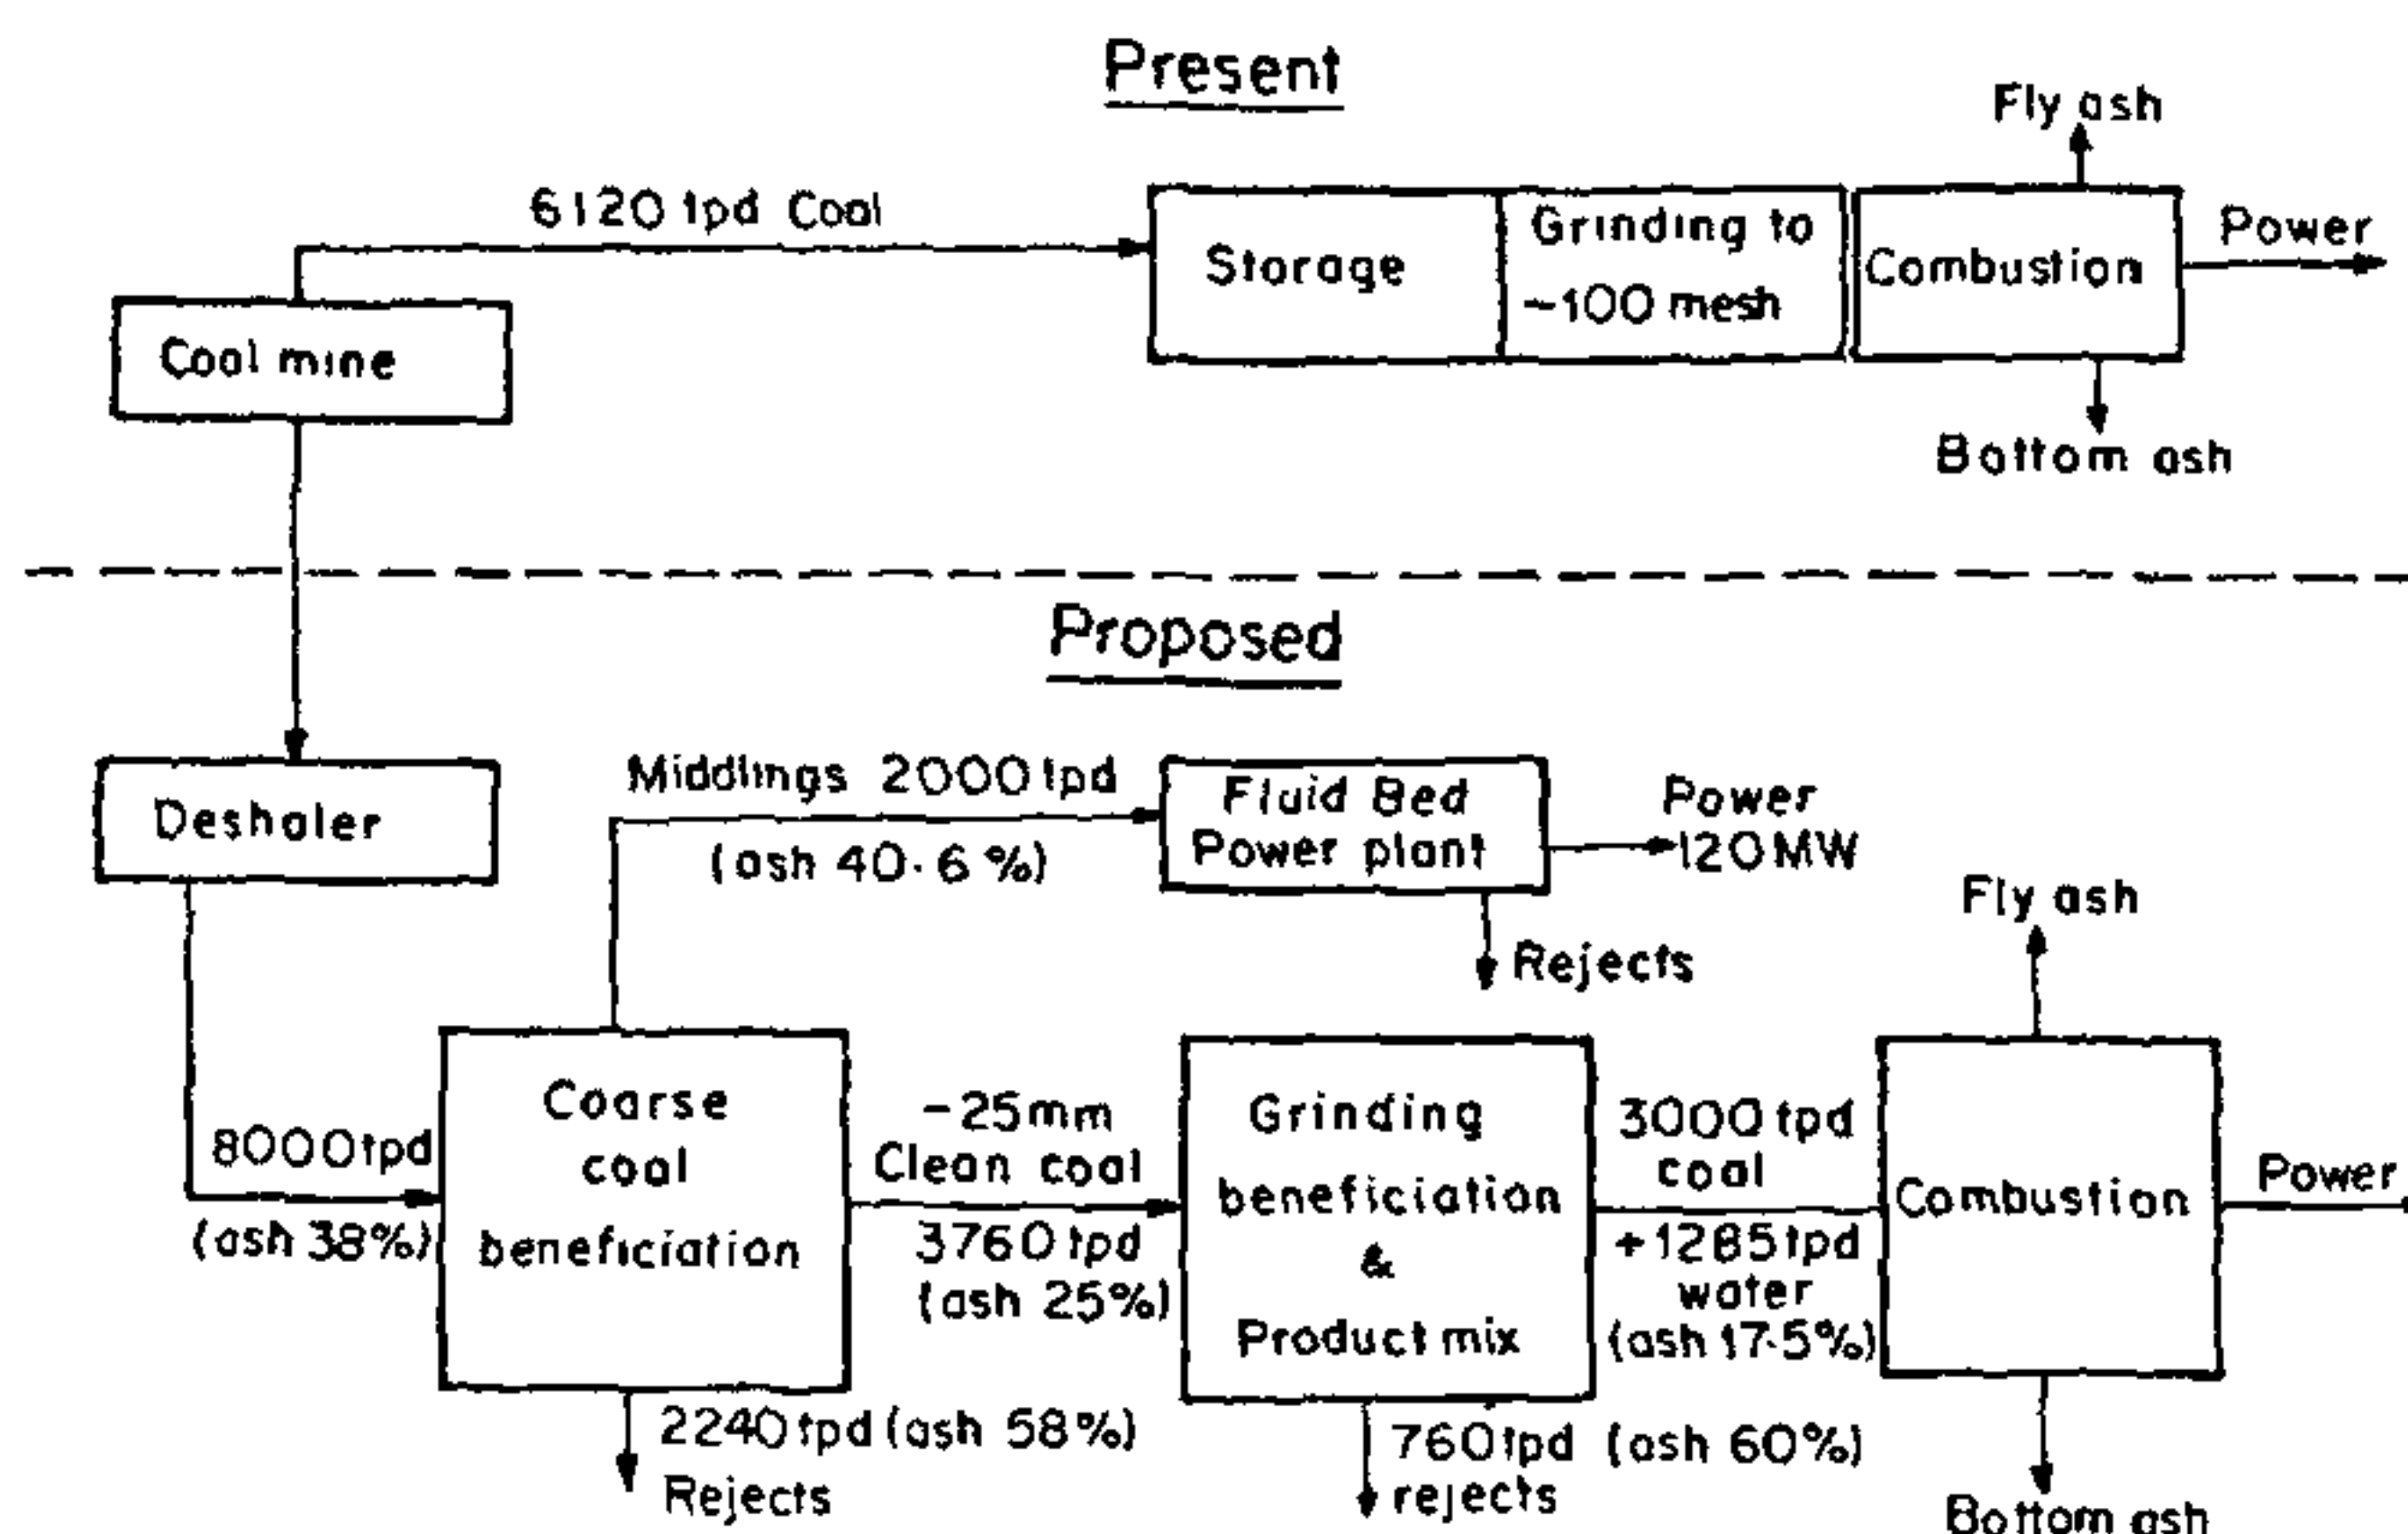 Present
Fly ash
6120 tpd Coal
Storage
Grinding to
-100 mesh
Combustion
Power
Coal mine
Bottom ash
Proposed
Deshaler
Middlings 2000 tpd
(ash 40.6 %)
Fluid Bed
Power plant
Power
120 MW
Rejects
Fly ash
8000 tpd
(ash 38%)
Coarse
coal
beneficiation
-25mm
Clean coal
3760 tpd
(ash 25%)
Grinding
beneficiation
&
Product mix
3000 tpd
coal
+1285 tpd
water
(ash 17.5%)
Combustion
Power
2240 tpd (ash 58%)
Rejects
760 tpd (ash 60%)
rejects
Bottom ash